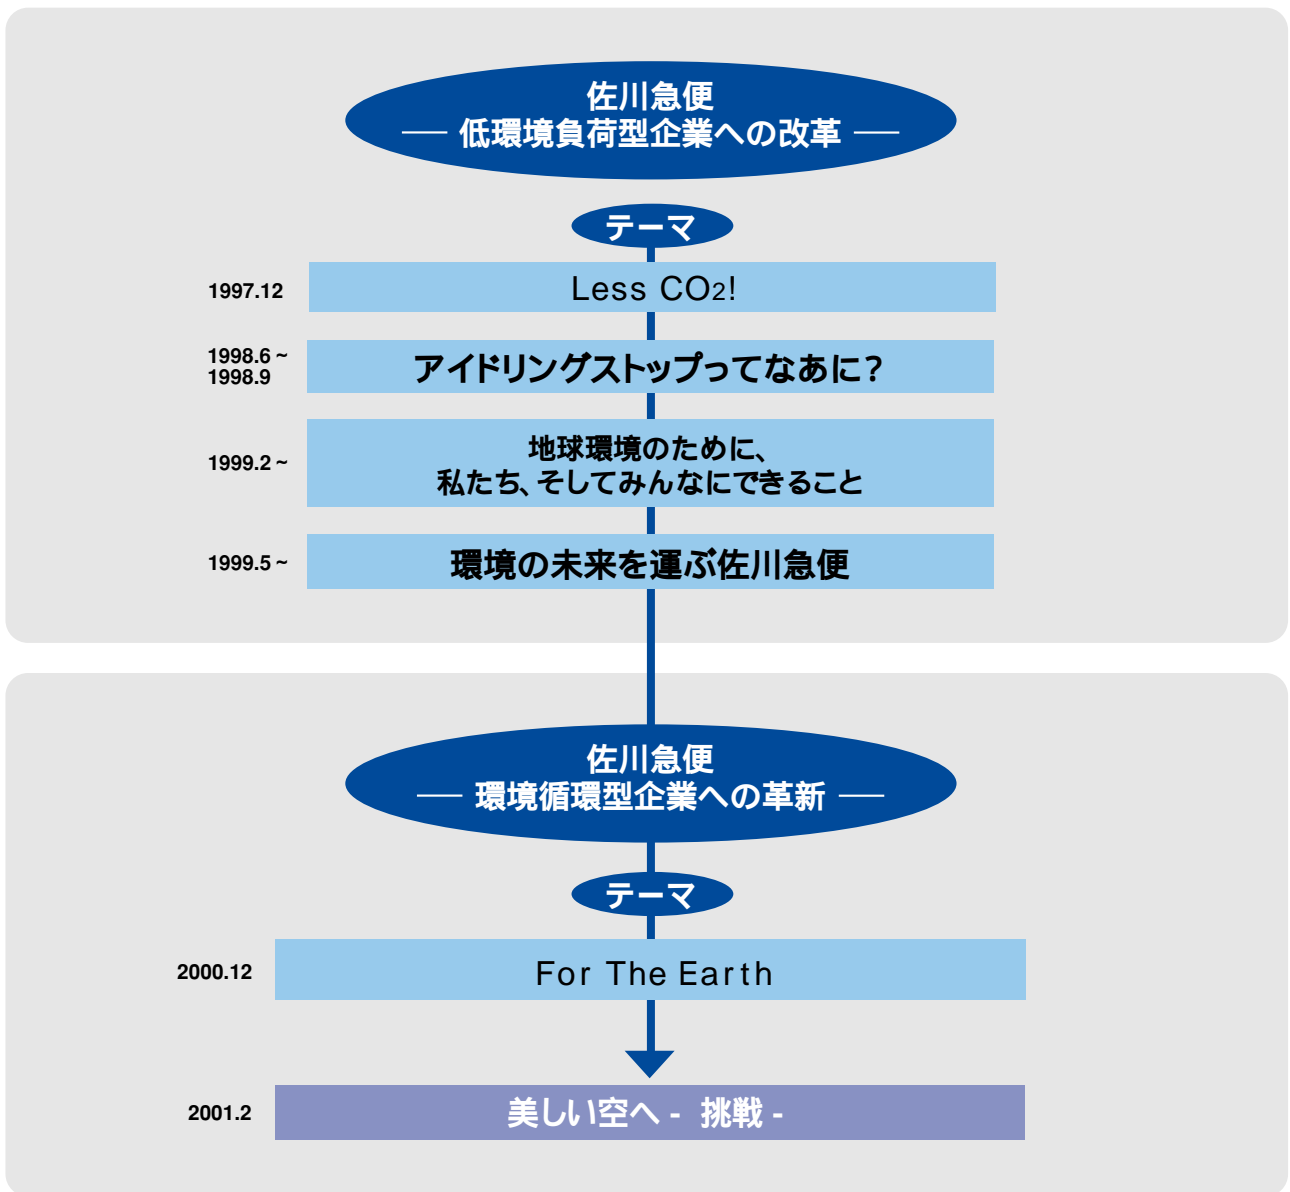 佐川急便
── 低環境負荷型企業への改革 ──
テーマ
1997.12
Less CO2!
1998.6~
1998.9
アイドリングストップってなあに?
1999.2~
地球環境のために、
私たち、そしてみんなにできること
1999.5~
環境の未来を運ぶ佐川急便
佐川急便
── 環境循環型企業への革新 ──
テーマ
2000.12
For The Earth
2001.2
美しい空へ - 挑戦 -